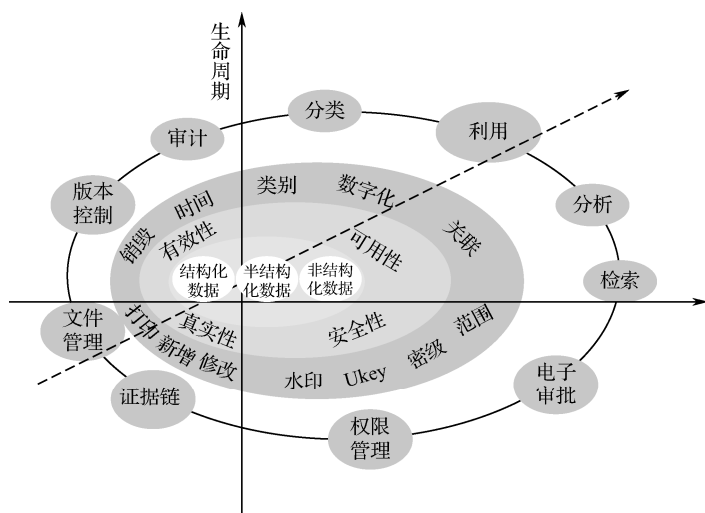 生命周期
分类
利用
审计
版本
控制
类别
数字化
时间
销毁
有效性
可用性
关联
分析
结构化
数据
半结构
化数据
非结构
化数据
检索
文件
管理
打印
新增
修改
真实性
安全性
范围
密级
水印
Ukey
证据链
电子
审批
权限
管理